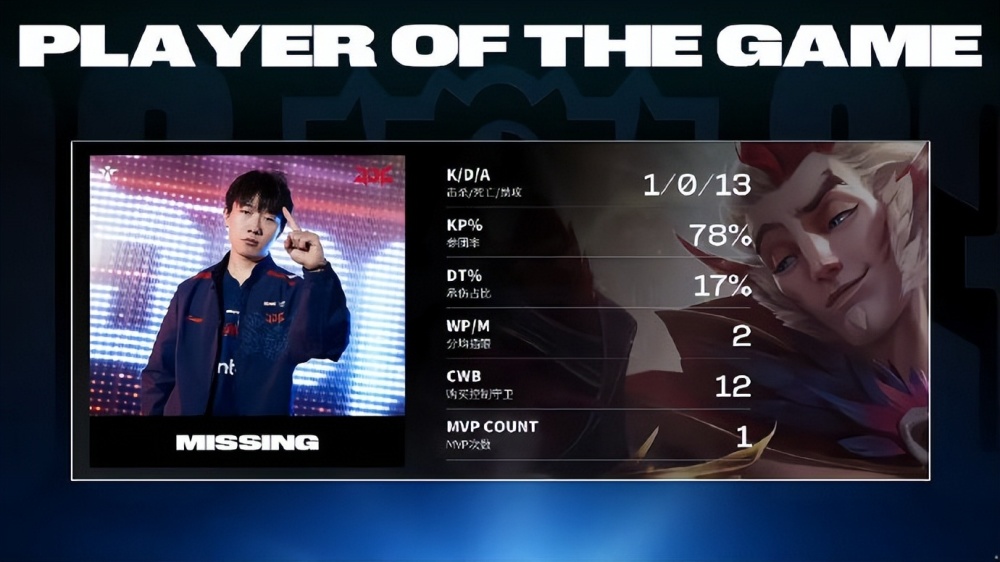 PLAYER OF THE GAME
K/D/A
击杀/死亡/助攻
1/0/13
KP%
参团率
78%
DT%
承伤占比
17%
WP/M
分均插眼
2
CWB
购买控制守卫
12
MVP COUNT
MVP次数
1
MISSING